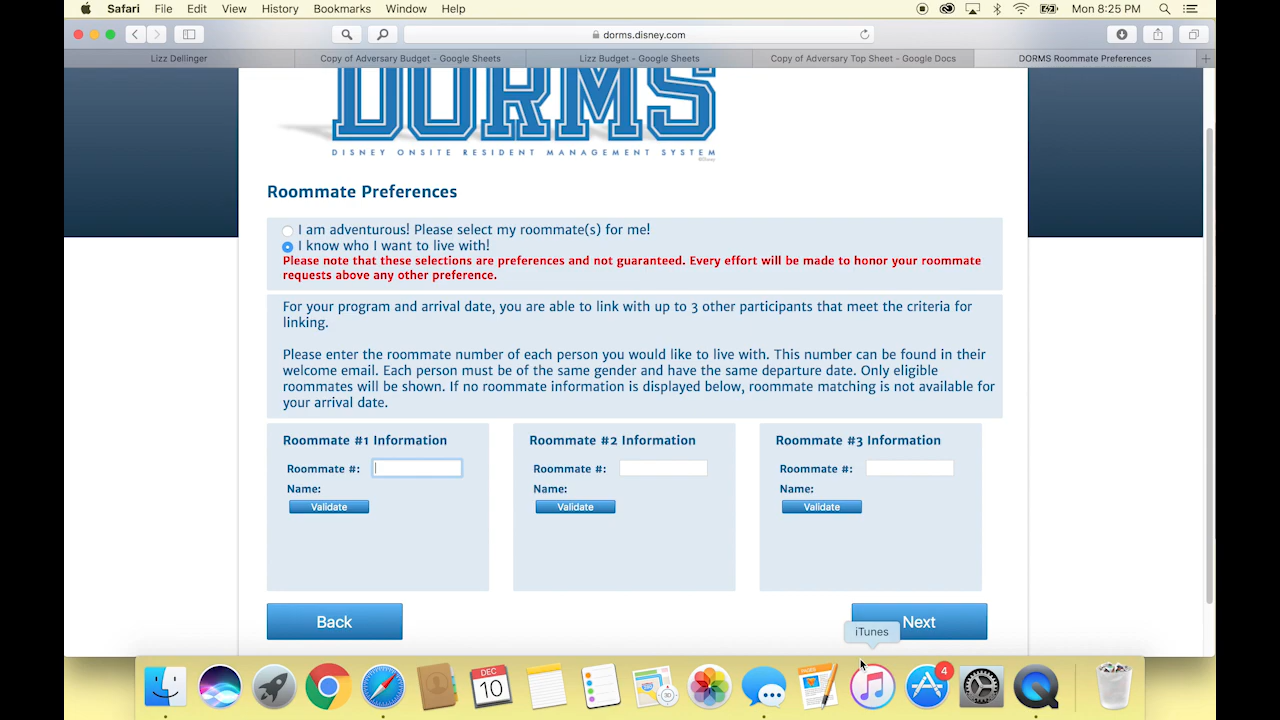 Safari File Edit View History Bookmarks Window Help Mon 8:25 PM
dorms.disney.com
Lizz Dellinger Copy of Adversary Budget - Google Sheets Lizz Budget - Google Sheets Copy of Adversary Top Sheet - Google Docs DORMS Roommate Preferences
DORMS
DISNEY ONSITE RESIDENT MANAGEMENT SYSTEM
©Disney
Roommate Preferences
I am adventurous! Please select my roommate(s) for me!
I know who I want to live with!
Please note that these selections are preferences and not guaranteed. Every effort will be made to honor your roommate
requests above any other preference.
For your program and arrival date, you are able to link with up to 3 other participants that meet the criteria for
linking.
Please enter the roommate number of each person you would like to live with. This number can be found in their
welcome email. Each person must be of the same gender and have the same departure date. Only eligible
roommates will be shown. If no roommate information is displayed below, roommate matching is not available for
your arrival date.
Roommate #1 Information Roommate #2 Information Roommate #3 Information
Roommate #: Roommate #: Roommate #:
Name: Name: Name:
Validate Validate Validate
Back Next
iTunes
DEC
10
4